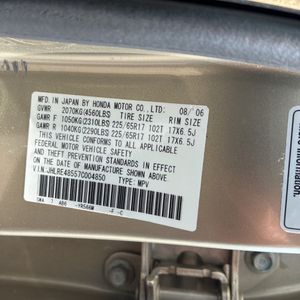 MFD. IN JAPAN BY HONDA MOTOR CO., LTD. 08/'06
GVWR 2070KG(4560LBS) TIRE SIZE RIM SIZE
GAWR F 1050KG(2310LBS) 225/65R17 102T 17X6.5J
GAWR R 1040KG(2290LBS) 225/65R17 102T 17X6.5J
THIS VEHICLE CONFORMS TO ALL APPLICABLE
FEDERAL MOTOR VEHICLE SAFETY
AND THEFT PREVENTION STANDARDS IN EFFECT
ON THE DATE OF MANUFACTURE SHOWN ABOVE.
V.I.N. JHLRE48557C004850 TYPE: MPV